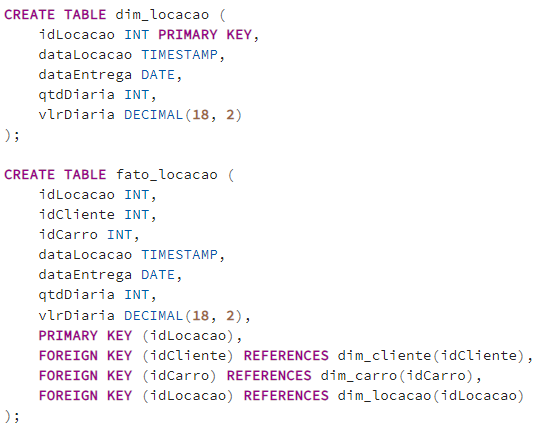 CREATE TABLE dim_locacao (
    idLocacao INT PRIMARY KEY,
    dataLocacao TIMESTAMP,
    dataEntrega DATE,
    qtdDiaria INT,
    vlrDiaria DECIMAL(18, 2)
);

CREATE TABLE fato_locacao (
    idLocacao INT,
    idCliente INT,
    idCarro INT,
    dataLocacao TIMESTAMP,
    dataEntrega DATE,
    qtdDiaria INT,
    vlrDiaria DECIMAL(18, 2),
    PRIMARY KEY (idLocacao),
    FOREIGN KEY (idCliente) REFERENCES dim_cliente(idCliente),
    FOREIGN KEY (idCarro) REFERENCES dim_carro(idCarro),
    FOREIGN KEY (idLocacao) REFERENCES dim_locacao(idLocacao)
);